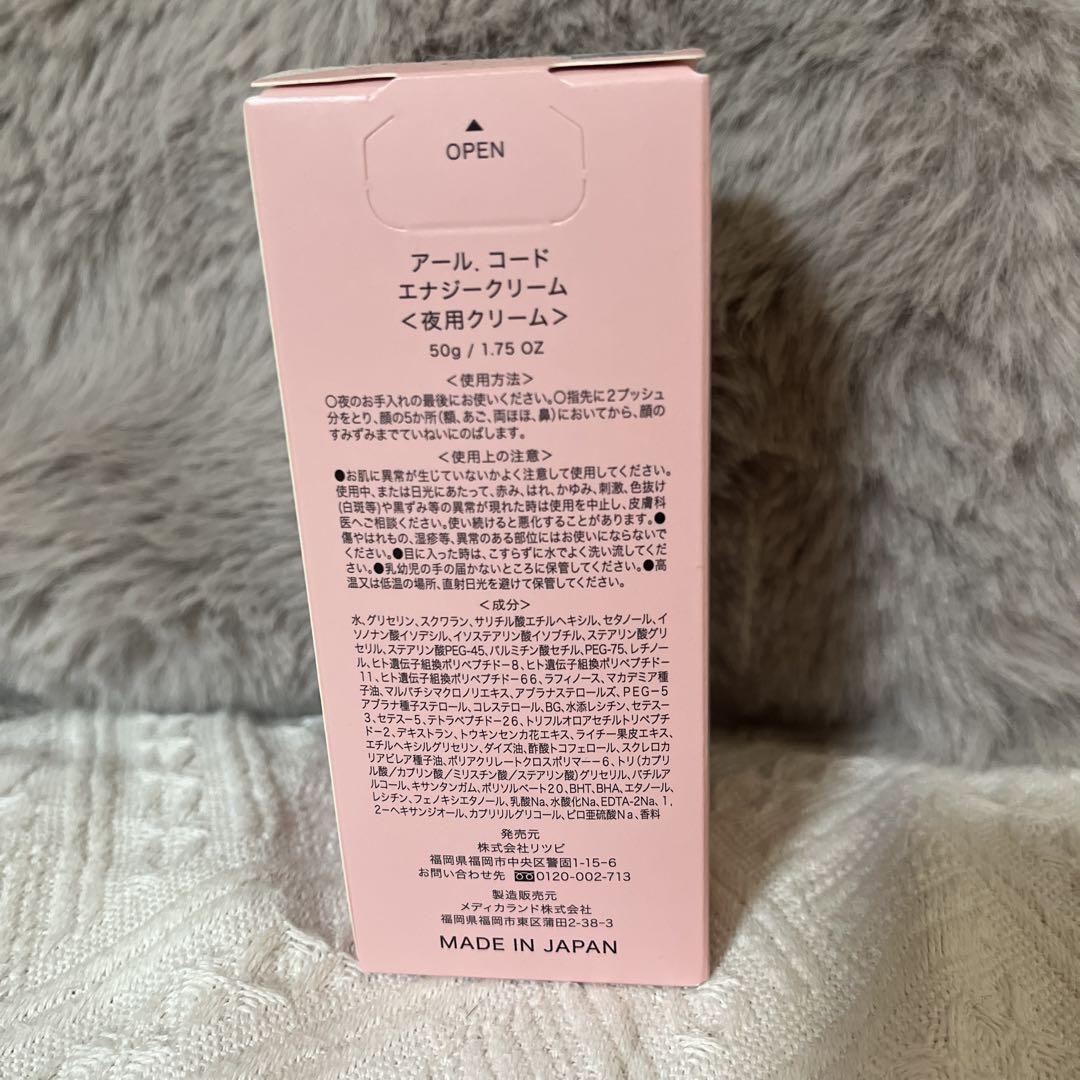 ▲
OPEN
アール．コード
エナジークリーム
＜夜用クリーム＞
50g / 1.75 OZ
＜使用方法＞
○夜のお手入れの最後にお使いください。○指先に2プッシュ
分をとり、顔の5か所(額、あご、両ほほ、鼻)においてから、顔の
すみずみまでていねいにのばします。
＜使用上の注意＞
●お肌に異常が生じていないかよく注意して使用してください。
使用中、または日光にあたって、赤み、はれ、かゆみ、刺激、色抜け
(白斑等)や黒ずみ等の異常が現れた時は使用を中止し、皮膚科
医へご相談ください。使い続けると悪化することがあります。●
傷やはれもの、湿疹等、異常のある部位にはお使いにならないで
ください。●目に入った時は、こすらずに水でよく洗い流してくだ
さい。●乳幼児の手の届かないところに保管してください。●高
温又は低温の場所、直射日光を避けて保管してください。
＜成分＞
水、グリセリン、スクワラン、サリチル酸エチルヘキシル、セタノール、イ
ソノナン酸イソデシル、イソステアリン酸イソブチル、ステアリン酸グリ
セリル、ステアリン酸PEG-45、パルミチン酸セチル、PEG-75、レチノー
ル、ヒト遺伝子組換ポリペプチド－8、ヒト遺伝子組換ポリペプチド－
11、ヒト遺伝子組換ポリペプチド－66、ラフィノース、マカデミア種
子油、マルバチシマクロノリエキス、アブラナステロールズ、PEG－5
アブラナ種子ステロール、コレステロール、BG、水添レシチン、セテス－
3、セテス－5、テトラペプチド－26、トリフルオロアセチルトリペプチ
ド－2、デキストラン、トウキンセンカ花エキス、ライチー果皮エキス、
エチルヘキシルグリセリン、ダイズ油、酢酸トコフェロール、スクレロカ
リアビレア種子油、ポリアクリレートクロスポリマー－6、トリ(カプリ
ル酸／カプリン酸／ミリスチン酸／ステアリン酸)グリセリル、バチルア
ルコール、キサンタンガム、ポリソルベート20、BHT、BHA、エタノール、
レシチン、フェノキシエタノール、乳酸Na、水酸化Na、EDTA-2Na、1,
2－ヘキサンジオール、カプリリルグリコール、ピロ亜硫酸Na、香料
発売元
株式会社リツビ
福岡県福岡市中央区警固1-15-6
お問い合わせ先 0120-002-713
製造販売元
メディカランド株式会社
福岡県福岡市東区蒲田2-38-3
MADE IN JAPAN